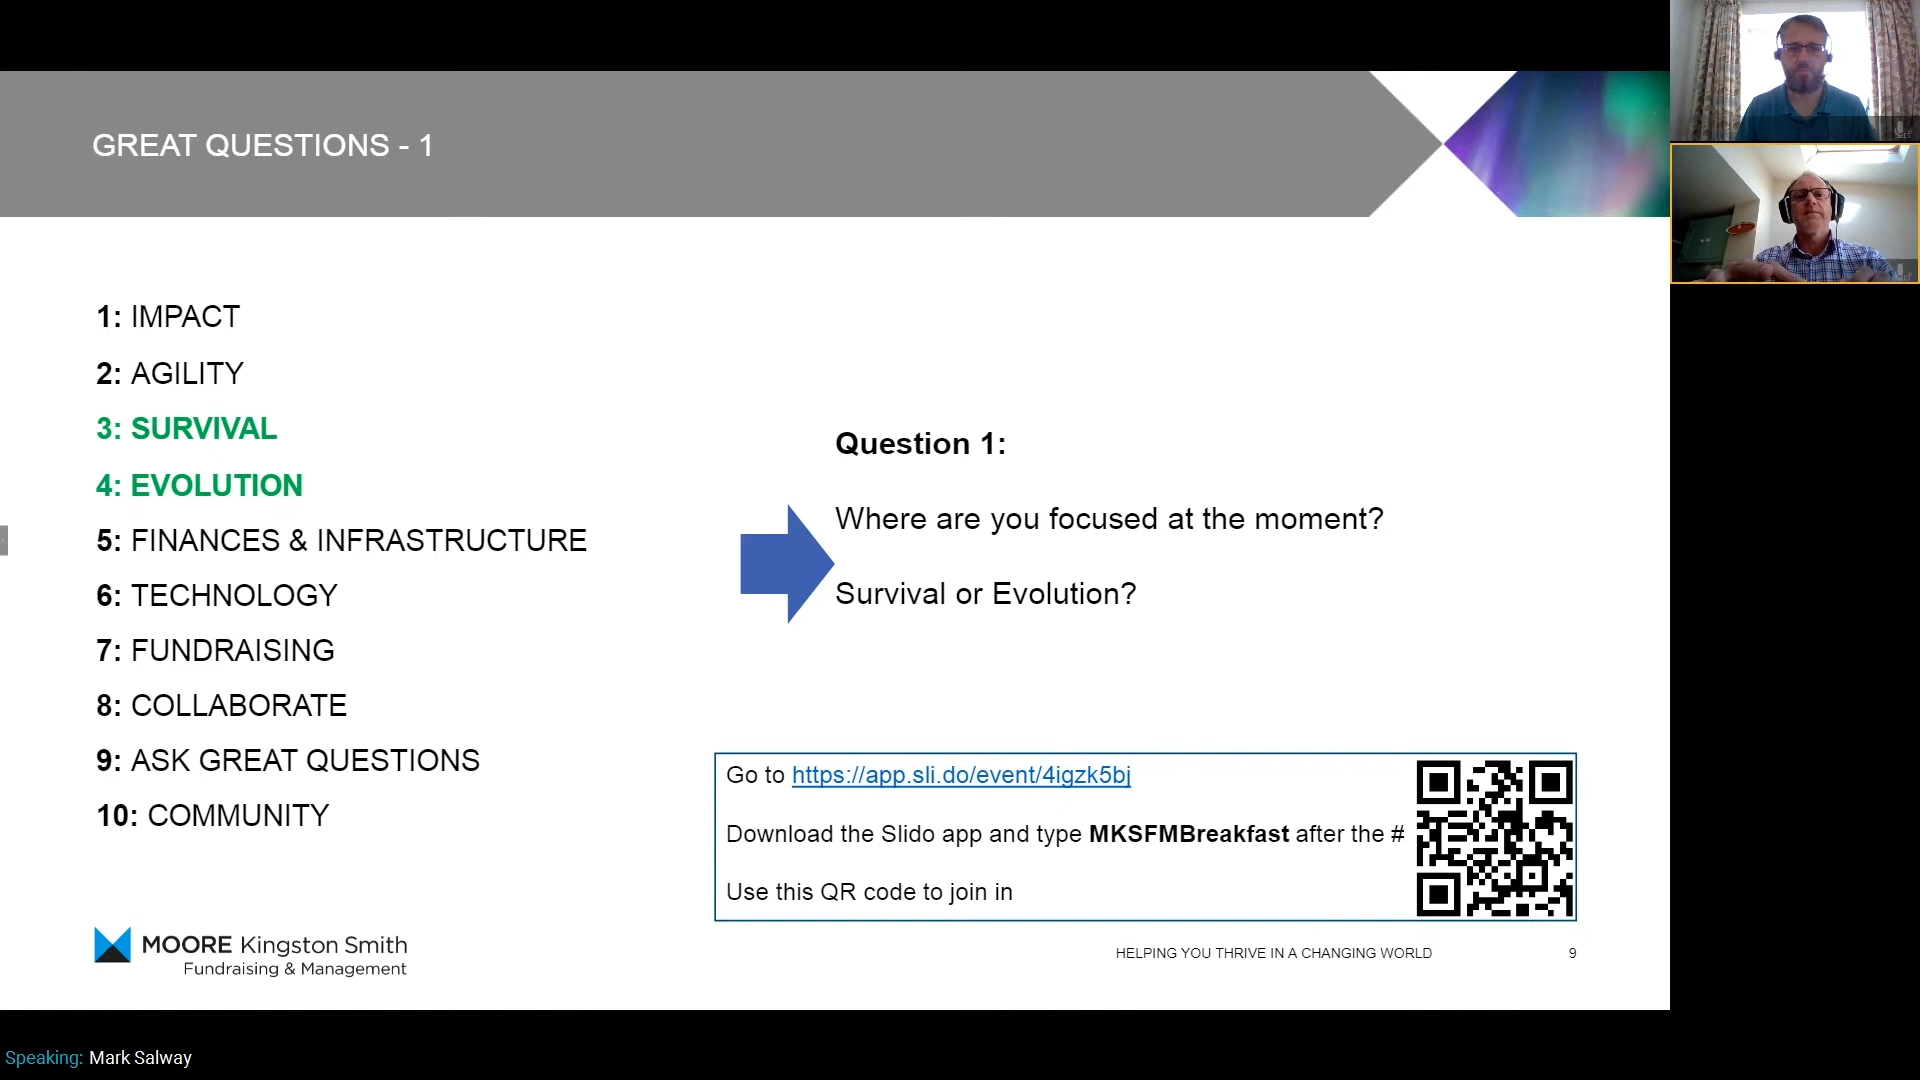 GREAT QUESTIONS - 1
1: IMPACT
2: AGILITY
3: SURVIVAL
4: EVOLUTION
5: FINANCES & INFRASTRUCTURE
6: TECHNOLOGY
7: FUNDRAISING
8: COLLABORATE
9: ASK GREAT QUESTIONS
10: COMMUNITY
Question 1:
Where are you focused at the moment?
Survival or Evolution?
Go to https://app.sli.do/event/4igzk5bj
Download the Slido app and type MKSFMBreakfast after the #
Use this QR code to join in
MOORE Kingston Smith
Fundraising & Management
HELPING YOU THRIVE IN A CHANGING WORLD
9
Speaking: Mark Salway